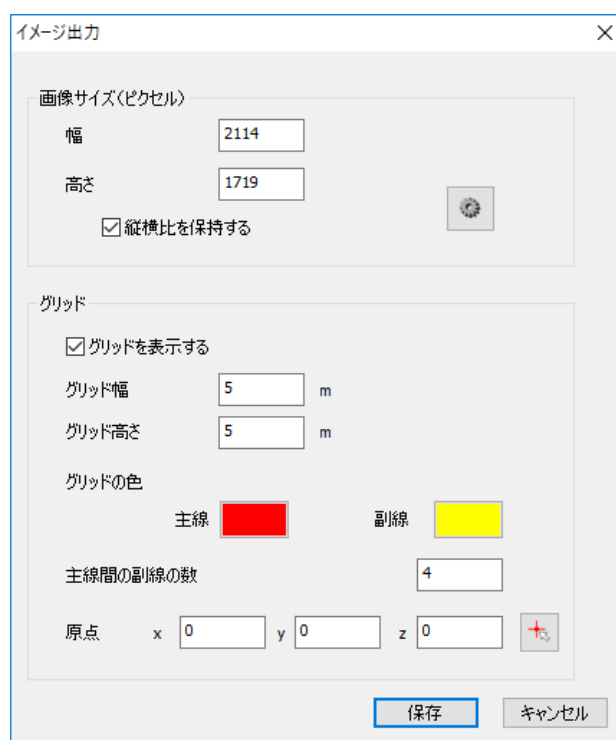 イメージ出力
画像サイズ(ピクセル)
幅 2114
高さ 1719
縦横比を保持する
グリッド
グリッドを表示する
グリッド幅 5 m
グリッド高さ 5 m
グリッドの色
主線 副線
主線間の副線の数 4
原点 x 0 y 0 z 0
保存 キャンセル